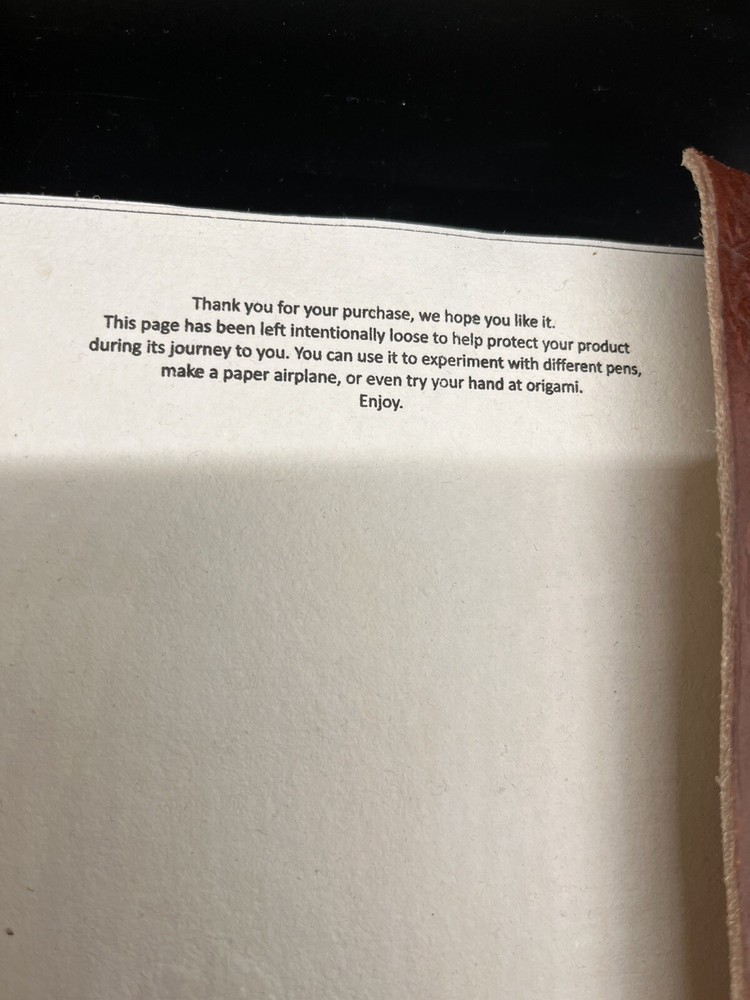 Thank you for your purchase, we hope you like it.
This page has been left intentionally loose to help protect your product
during its journey to you. You can use it to experiment with different pens,
make a paper airplane, or even try your hand at origami.
Enjoy.